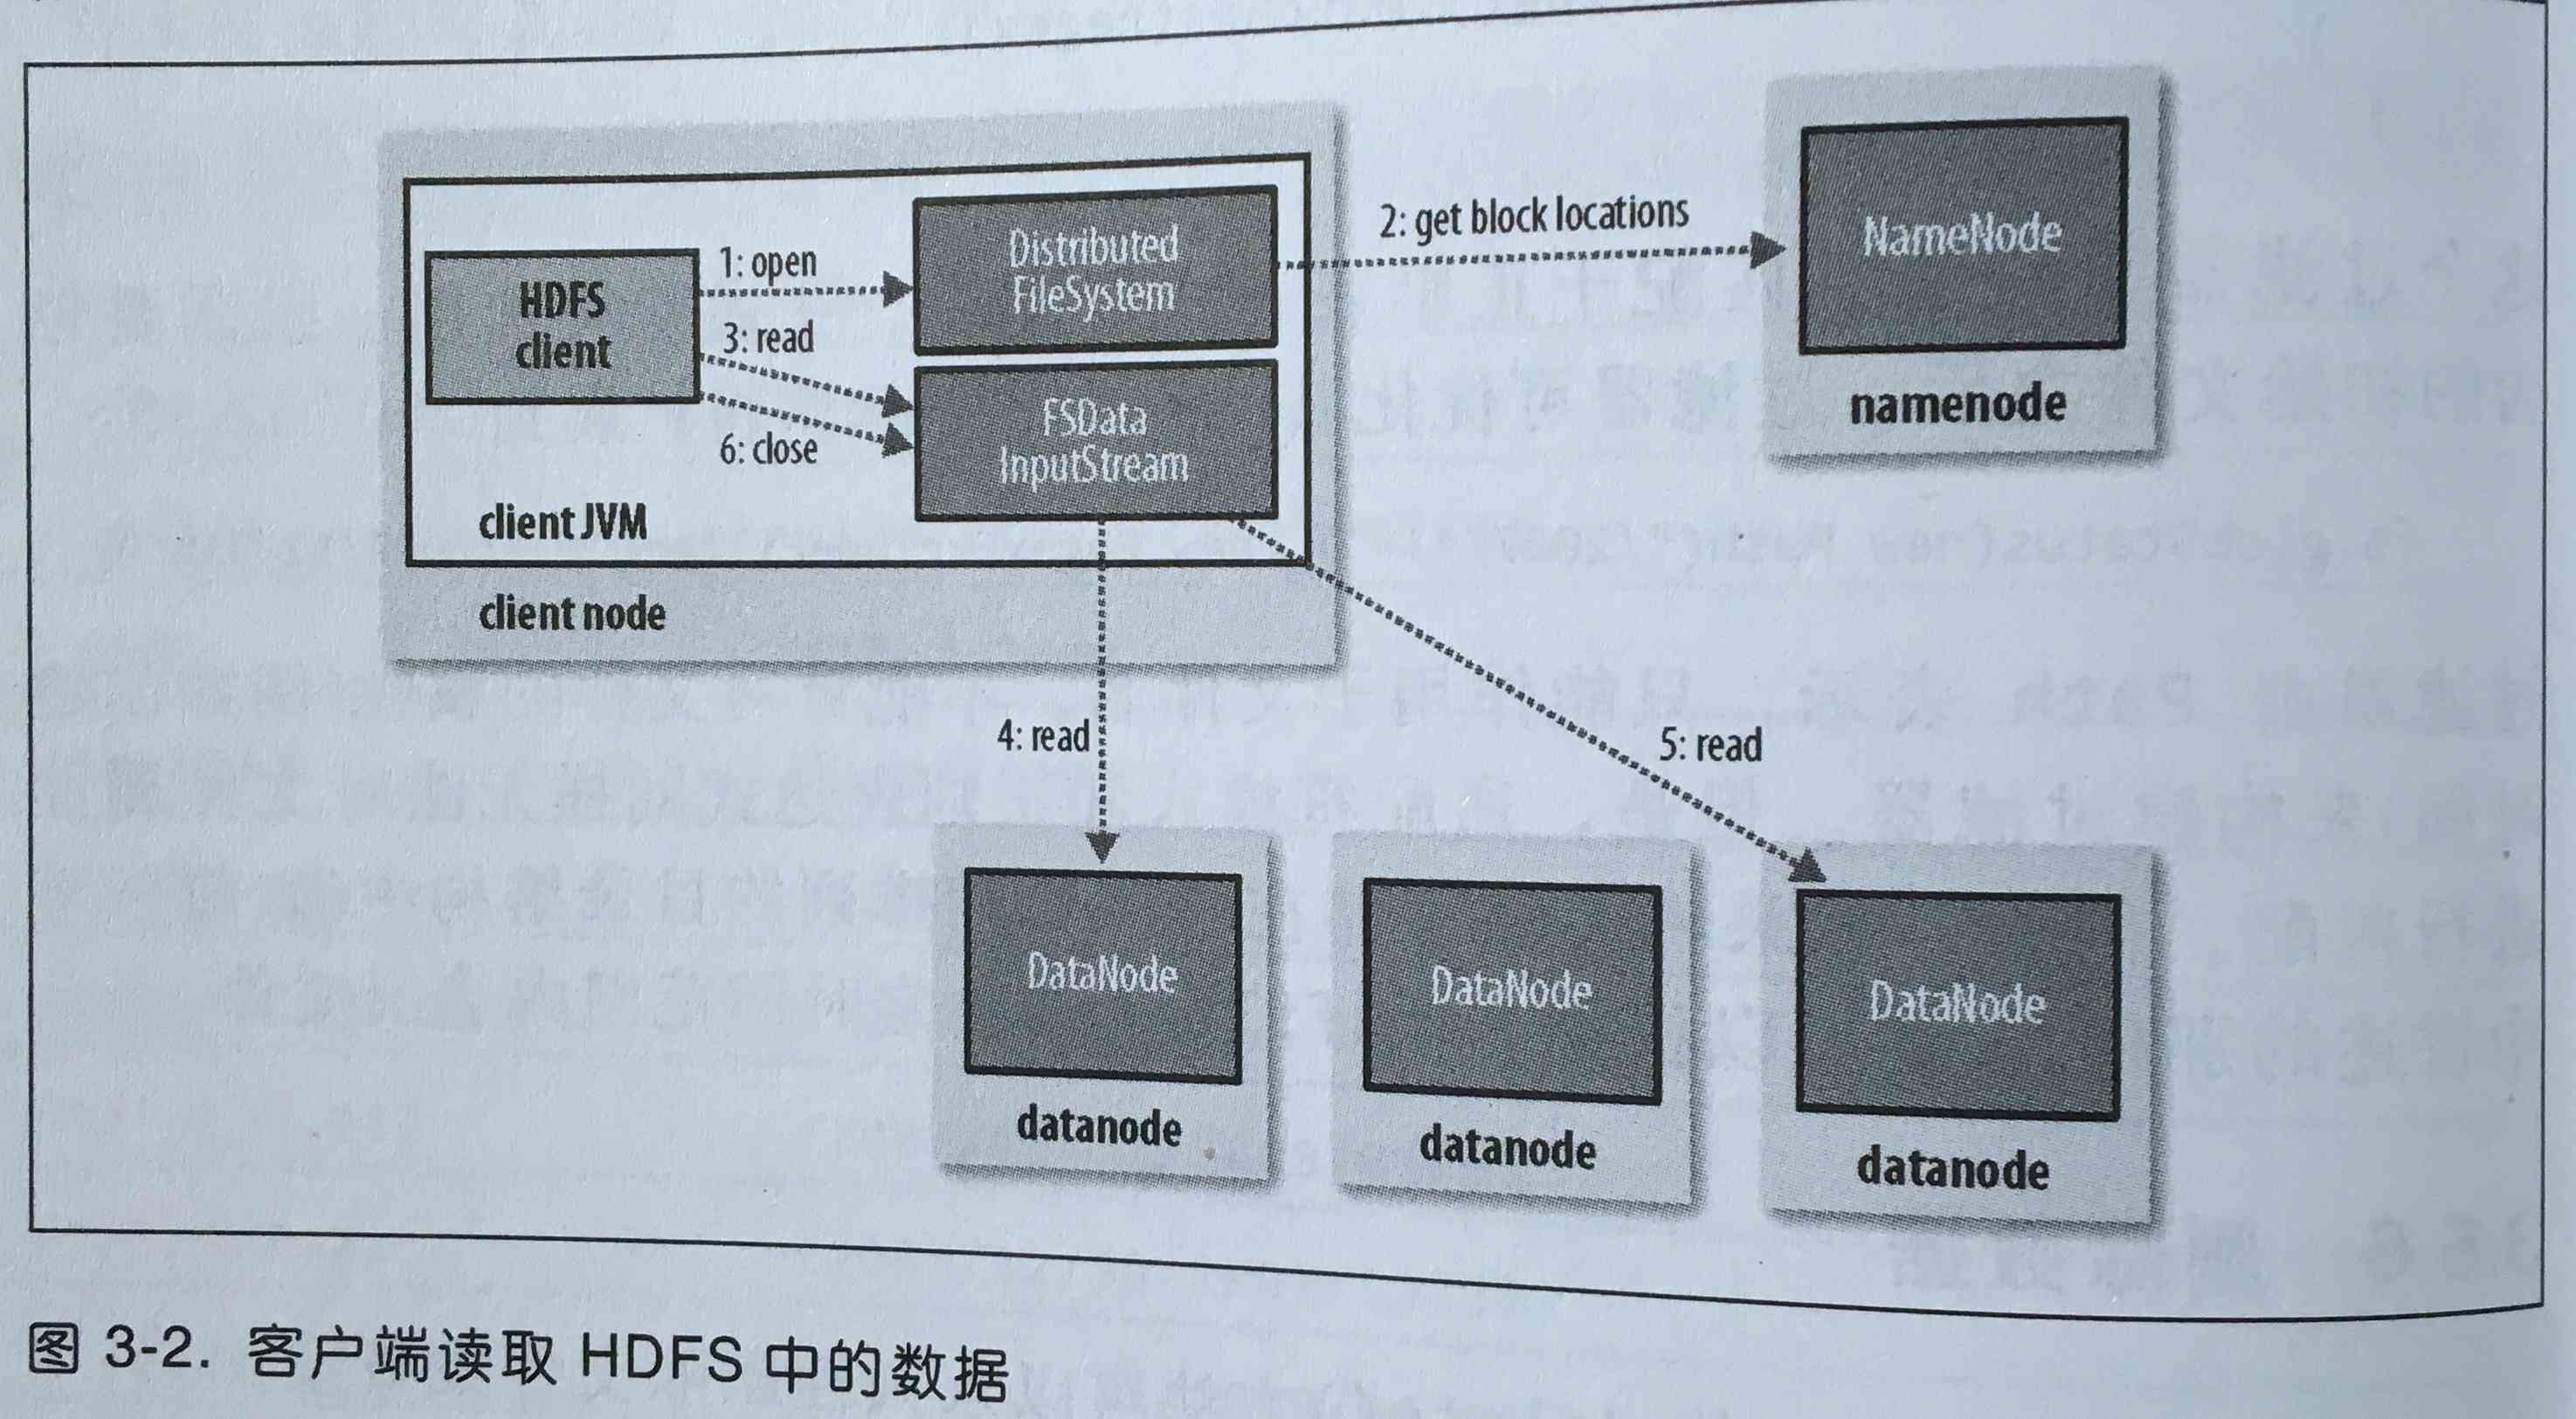 HDFS
client
1: open
3: read
6: close
Distributed
FileSystem
FSData
InputStream
client JVM
client node
2: get block locations
NameNode
namenode
4: read
5: read
DataNode
datanode
DataNode
datanode
DataNode
datanode
图 3-2. 客户端读取 HDFS 中的数据